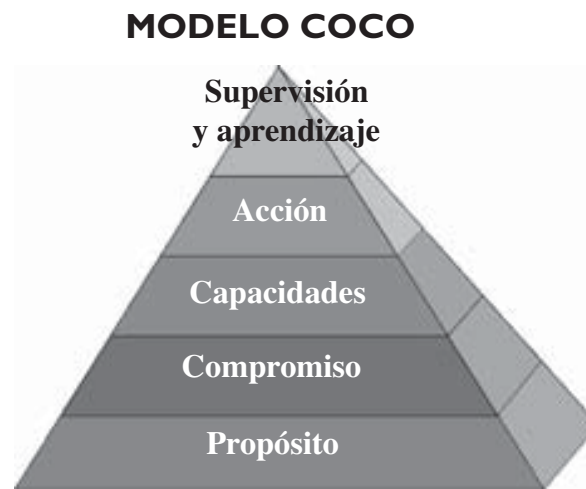 MODELO COCO
Supervisión
y aprendizaje
Acción
Capacidades
Compromiso
Propósito